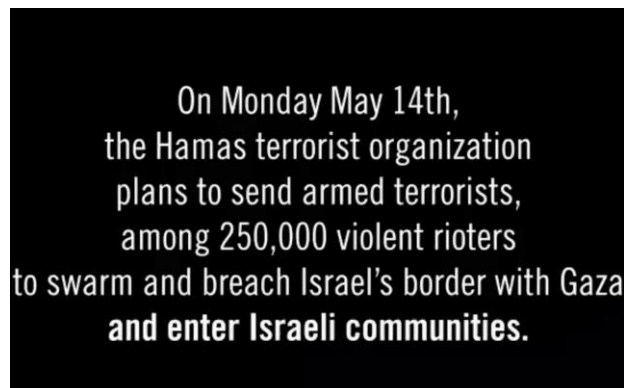 On Monday May 14th,
the Hamas terrorist organization
plans to send armed terrorists,
among 250,000 violent rioters
to swarm and breach Israel's border with Gaza
and enter Israeli communities.